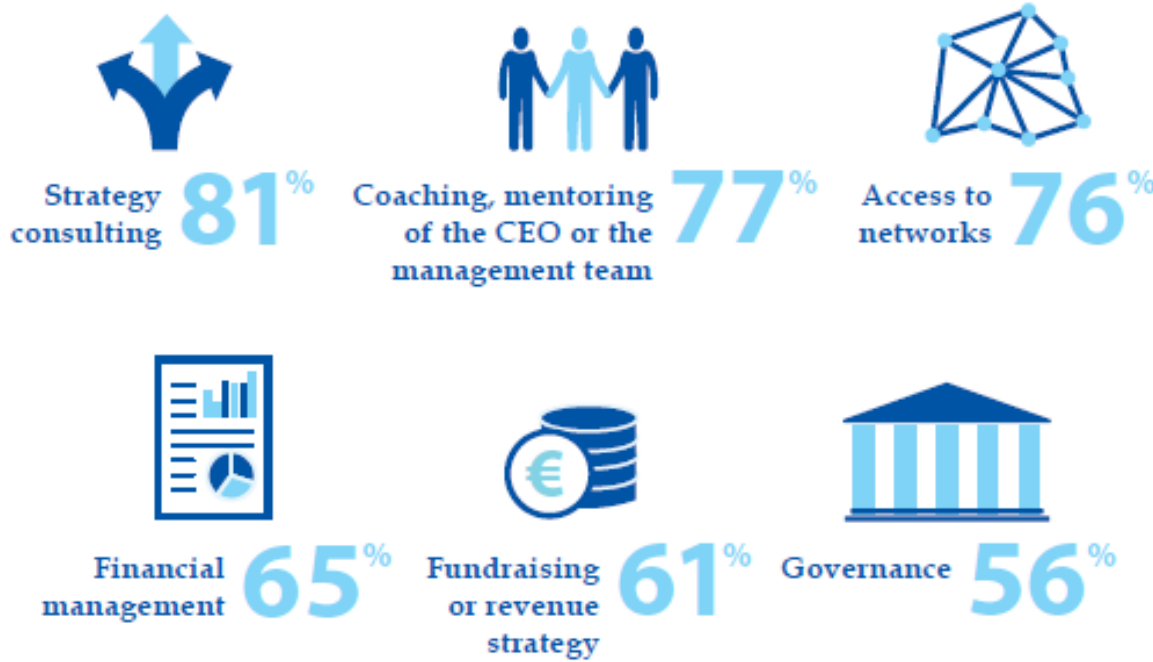 Strategy
consulting
81%
Coaching, mentoring
of the CEO or the
management team
77%
Access to
networks
76%
Financial
management
65%
€
Fundraising
or revenue
strategy
61%
Governance
56%